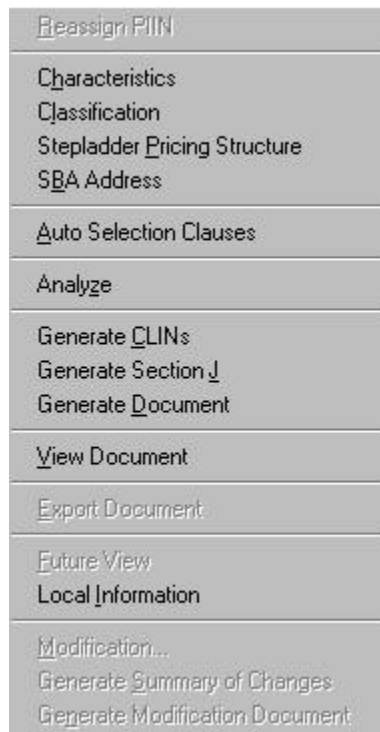 Reassign PIIN
Characteristics
Classification
Stepladder Pricing Structure
SBA Address
Auto Selection Clauses
Analyze
Generate CLINs
Generate Section J
Generate Document
View Document
Export Document
Future View
Local Information
Modification...
Generate Summary of Changes
Generate Modification Document